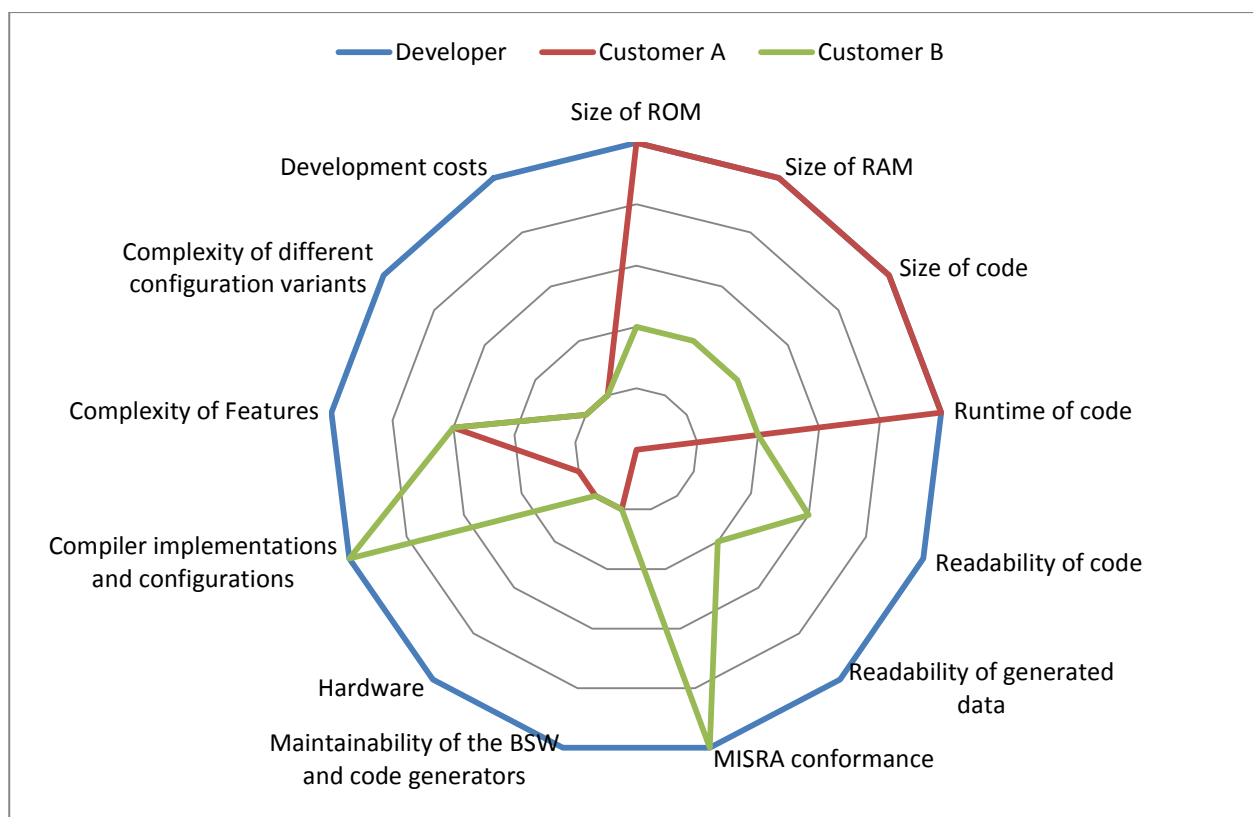 Developer Customer A Customer B
Size of ROM
Size of RAM
Size of code
Runtime of code
Readability of code
Readability of generated
data
MISRA conformance
Maintainability of the BSW
and code generators
Hardware
Compiler implementations
and configurations
Complexity of Features
Complexity of different
configuration variants
Development costs